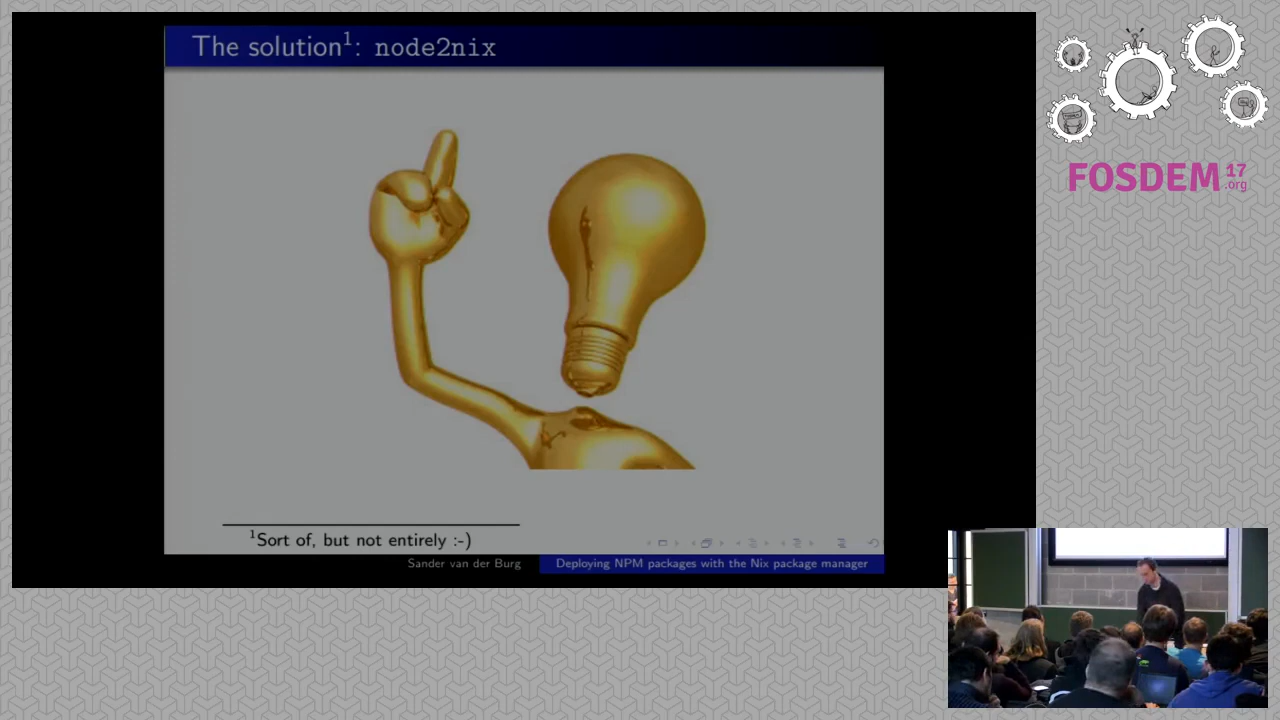 The solution¹: node2nix
¹Sort of, but not entirely :-)
Sander van der Burg
Deploying NPM packages with the Nix package manager
FOSDEM 17
.org